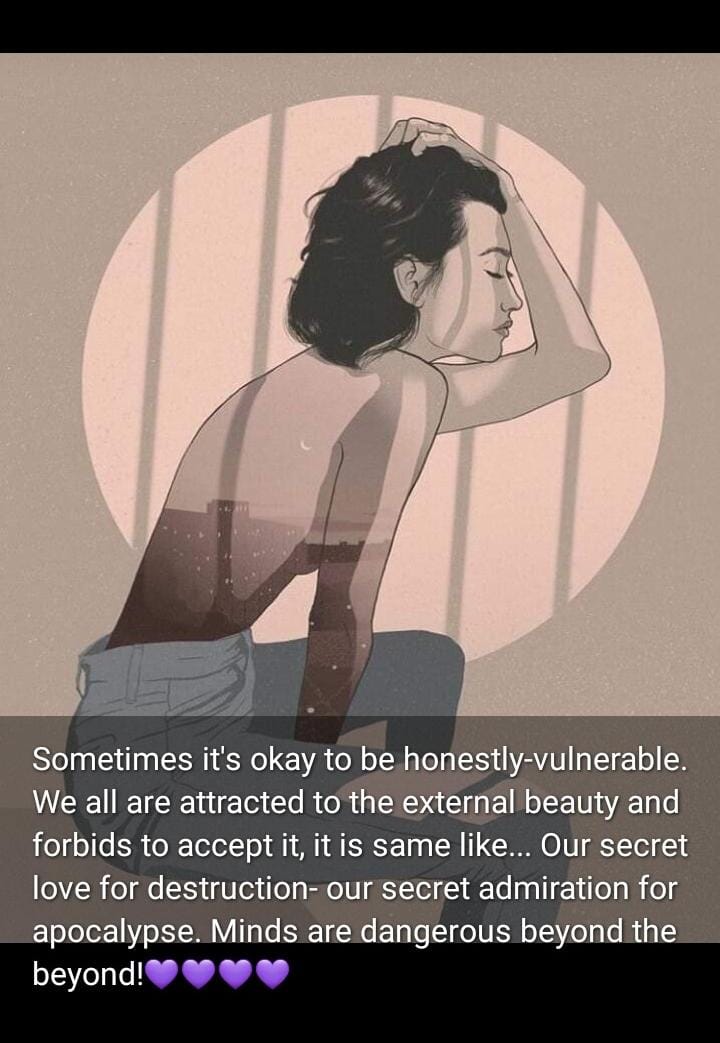 Sometimes it's okay to be honestly-vulnerable.
We all are attracted to the external beauty and
forbids to accept it, it is same like... Our secret
love for destruction- our secret admiration for
apocalypse. Minds are dangerous beyond the
beyond!💜💜💜💜